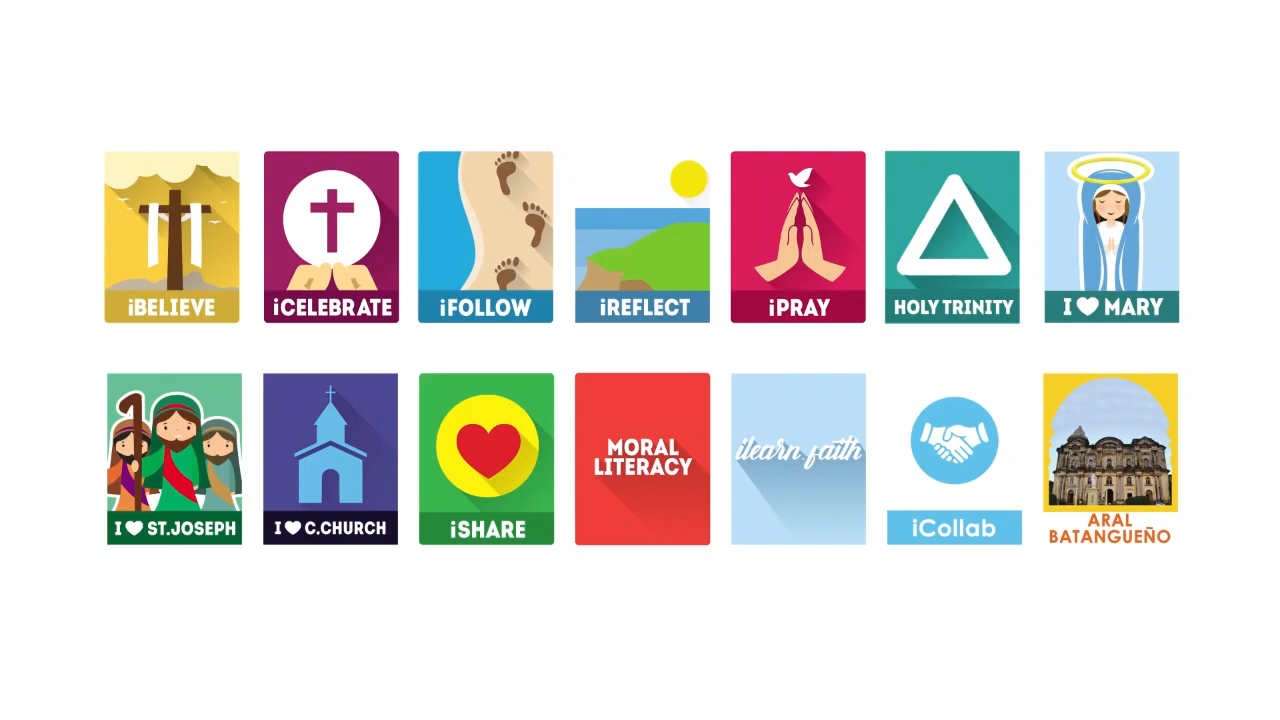 iBELIEVE
iCELEBRATE
iFOLLOW
iREFLECT
iPRAY
HOLY TRINITY
I ♥ MARY
I ♥ ST.JOSEPH
I ♥ C.CHURCH
iSHARE
MORAL
LITERACY
ilearn.faith
iCollab
ARAL
BATANGUEÑO